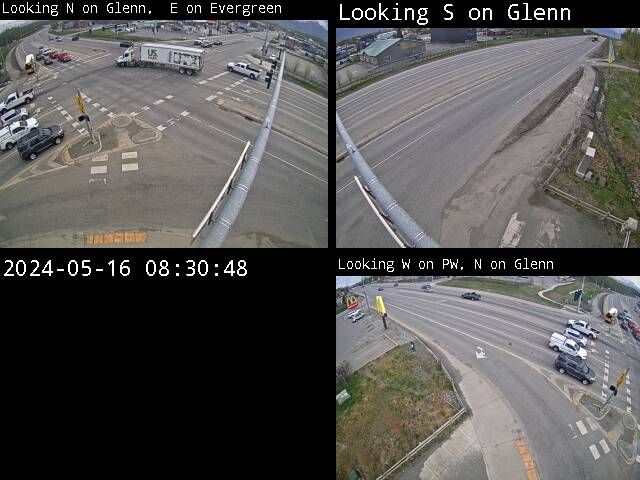 Looking N on Glenn,  E on Evergreen
Looking S on Glenn
2024-05-16 08:30:48
Looking W on PW, N on Glenn